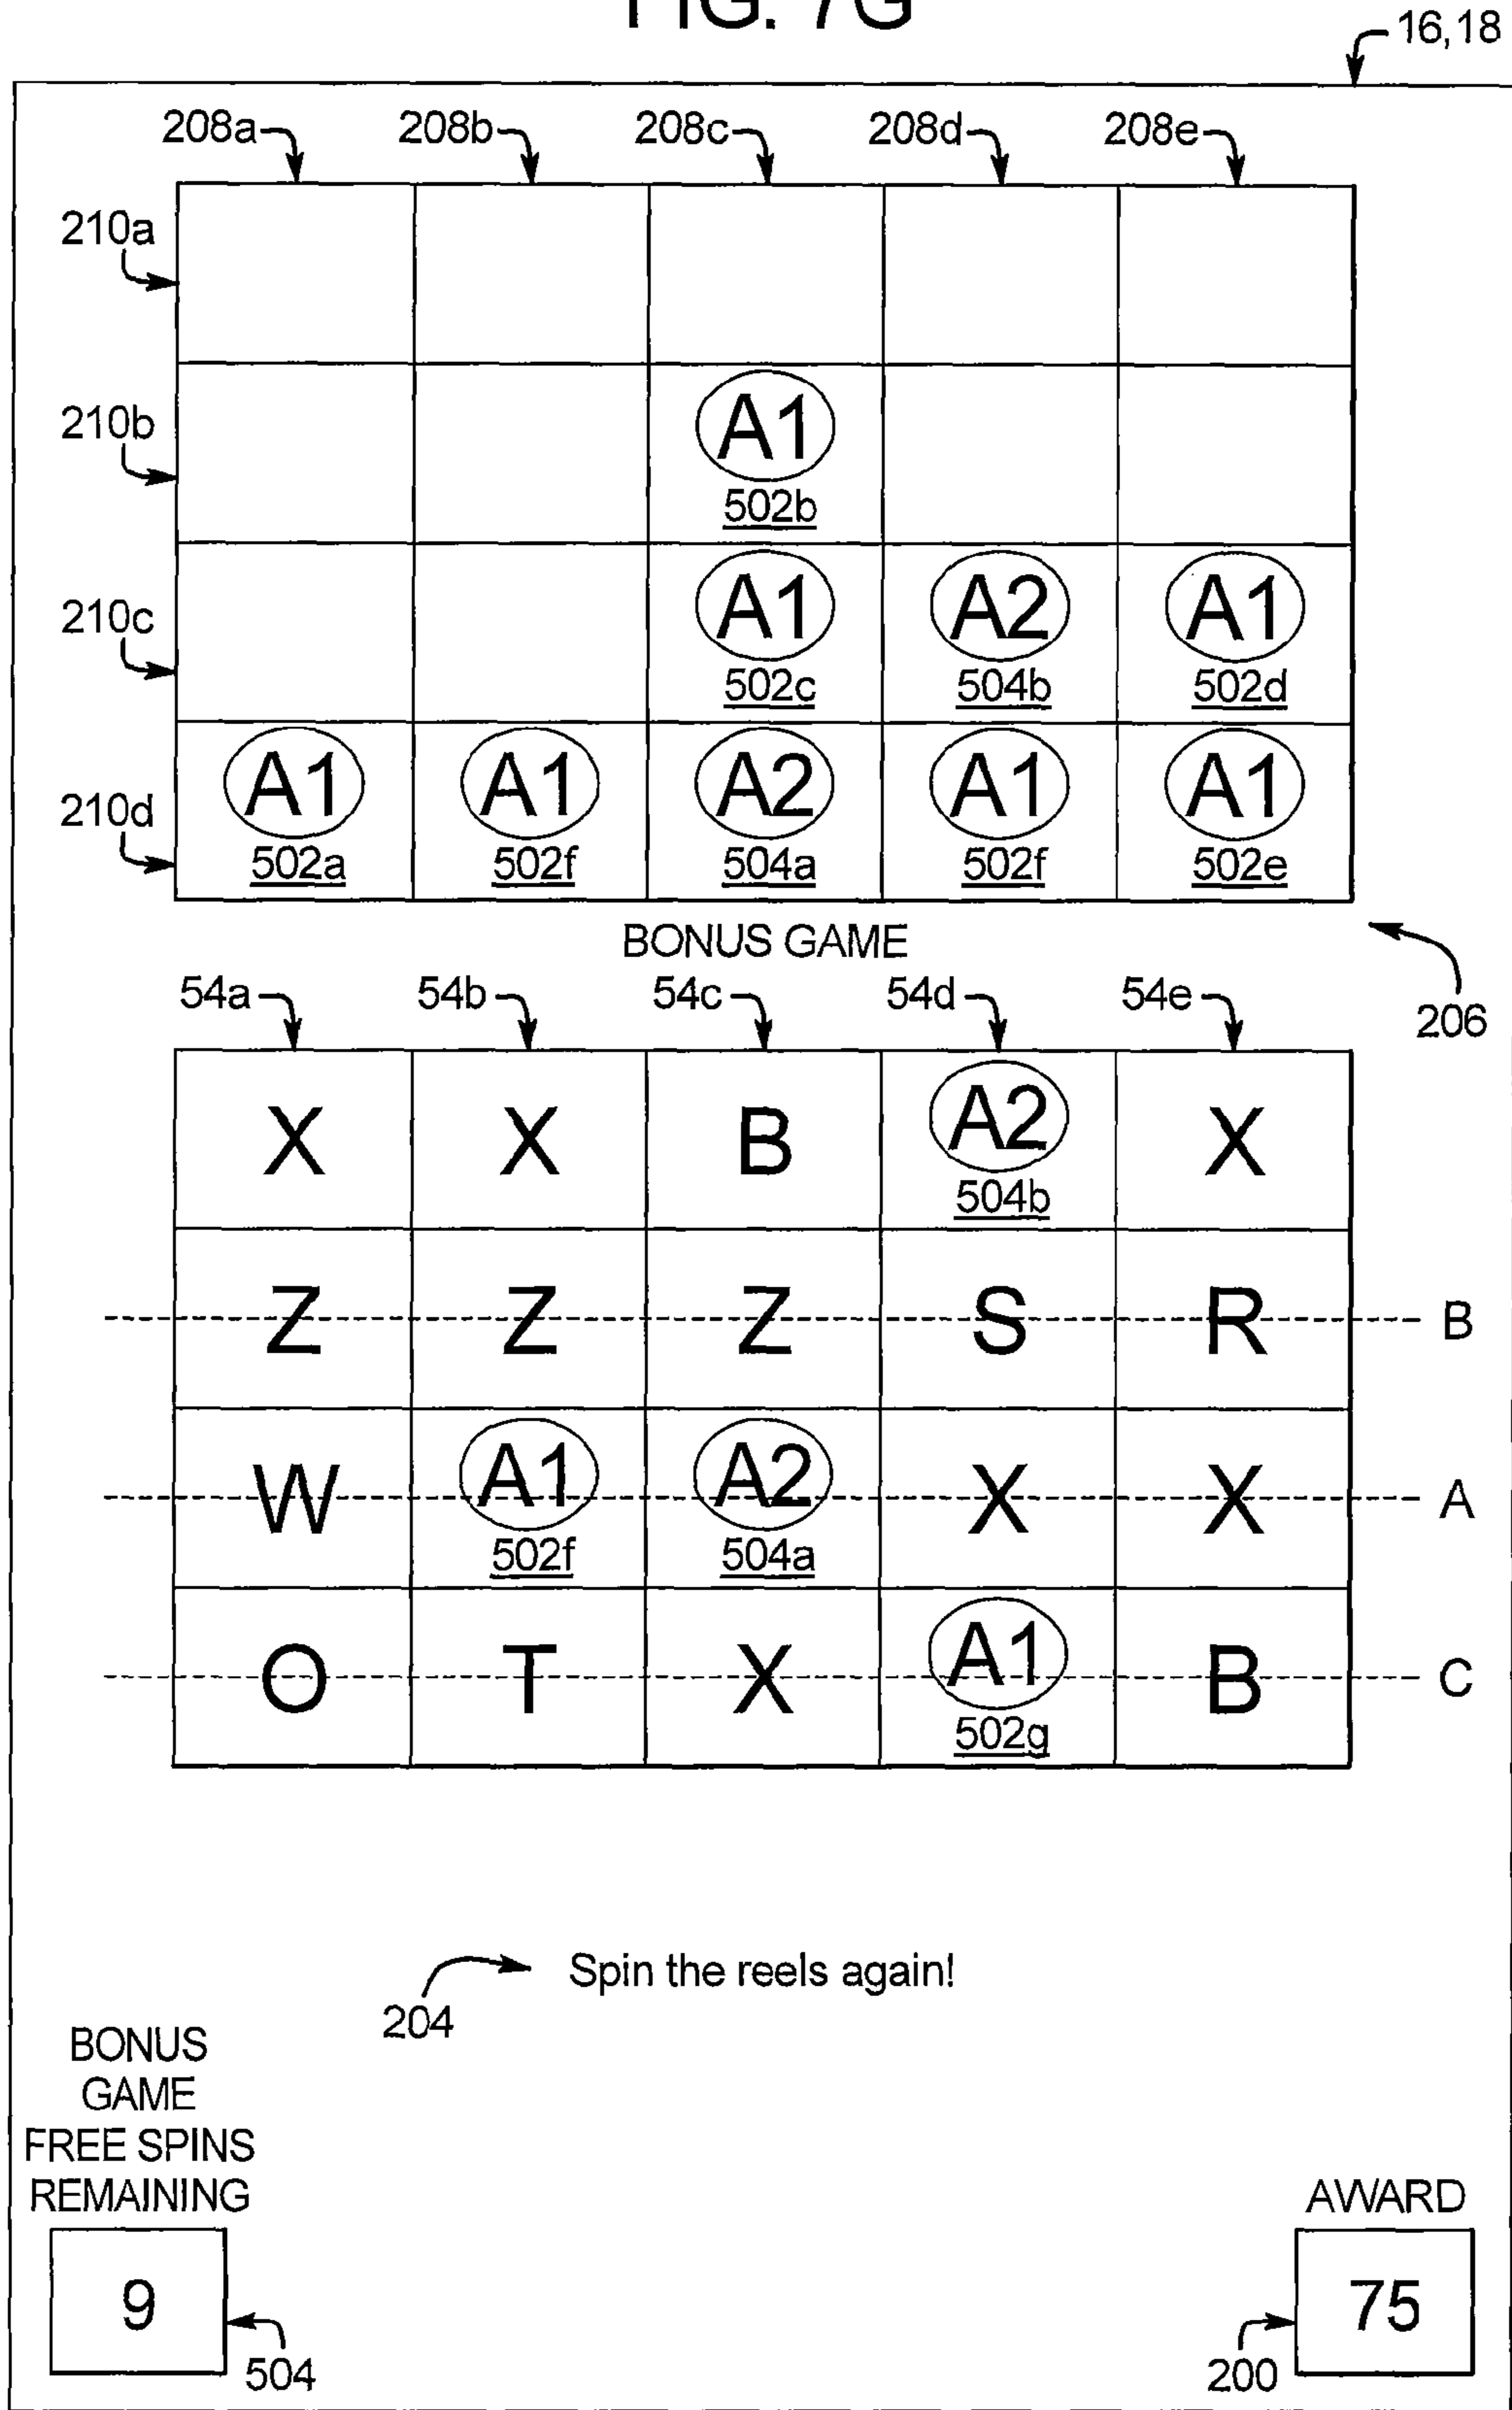 FIG. 7G
16,18
208a 208b 208c 208d 208e
210a
210b
A1
502b
210c
A1 A2 A1
502c 504b 502d
210d
A1 A1 A2 A1 A1
502a 502f 504a 502f 502e
BONUS GAME
206
54a 54b 54c 54d 54e
X X B A2 X
504b
Z Z Z S R B
W A1 A2 X X A
502f 504a
O T X A1 B C
502g
204 Spin the reels again!
BONUS
GAME
FREE SPINS
REMAINING
9
504
AWARD
75
200